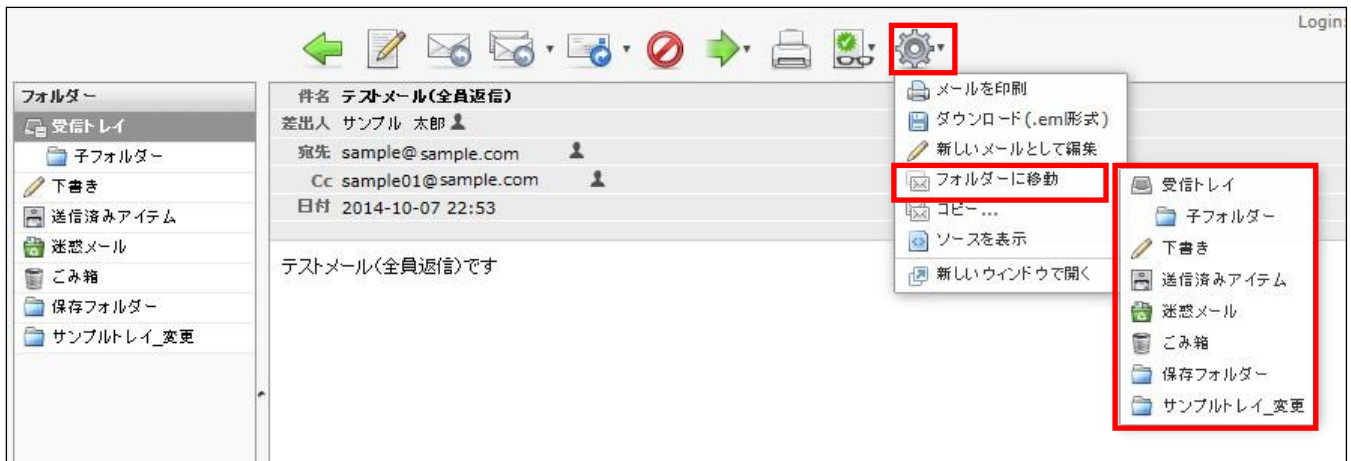 Login:
フォルダー
受信トレイ
子フォルダー
下書き
送信済みアイテム
迷惑メール
ごみ箱
保存フォルダー
サンプルトレイ_変更
件名 テストメール(全員返信)
差出人 サンプル 太郎
宛先 sample@sample.com
Cc sample01@sample.com
日付 2014-10-07 22:53
テストメール(全員返信)です
メールを印刷
ダウンロード(.eml形式)
新しいメールとして編集
フォルダーに移動
コピー...
ソースを表示
新しいウィンドウで開く
受信トレイ
子フォルダー
下書き
送信済みアイテム
迷惑メール
ごみ箱
保存フォルダー
サンプルトレイ_変更